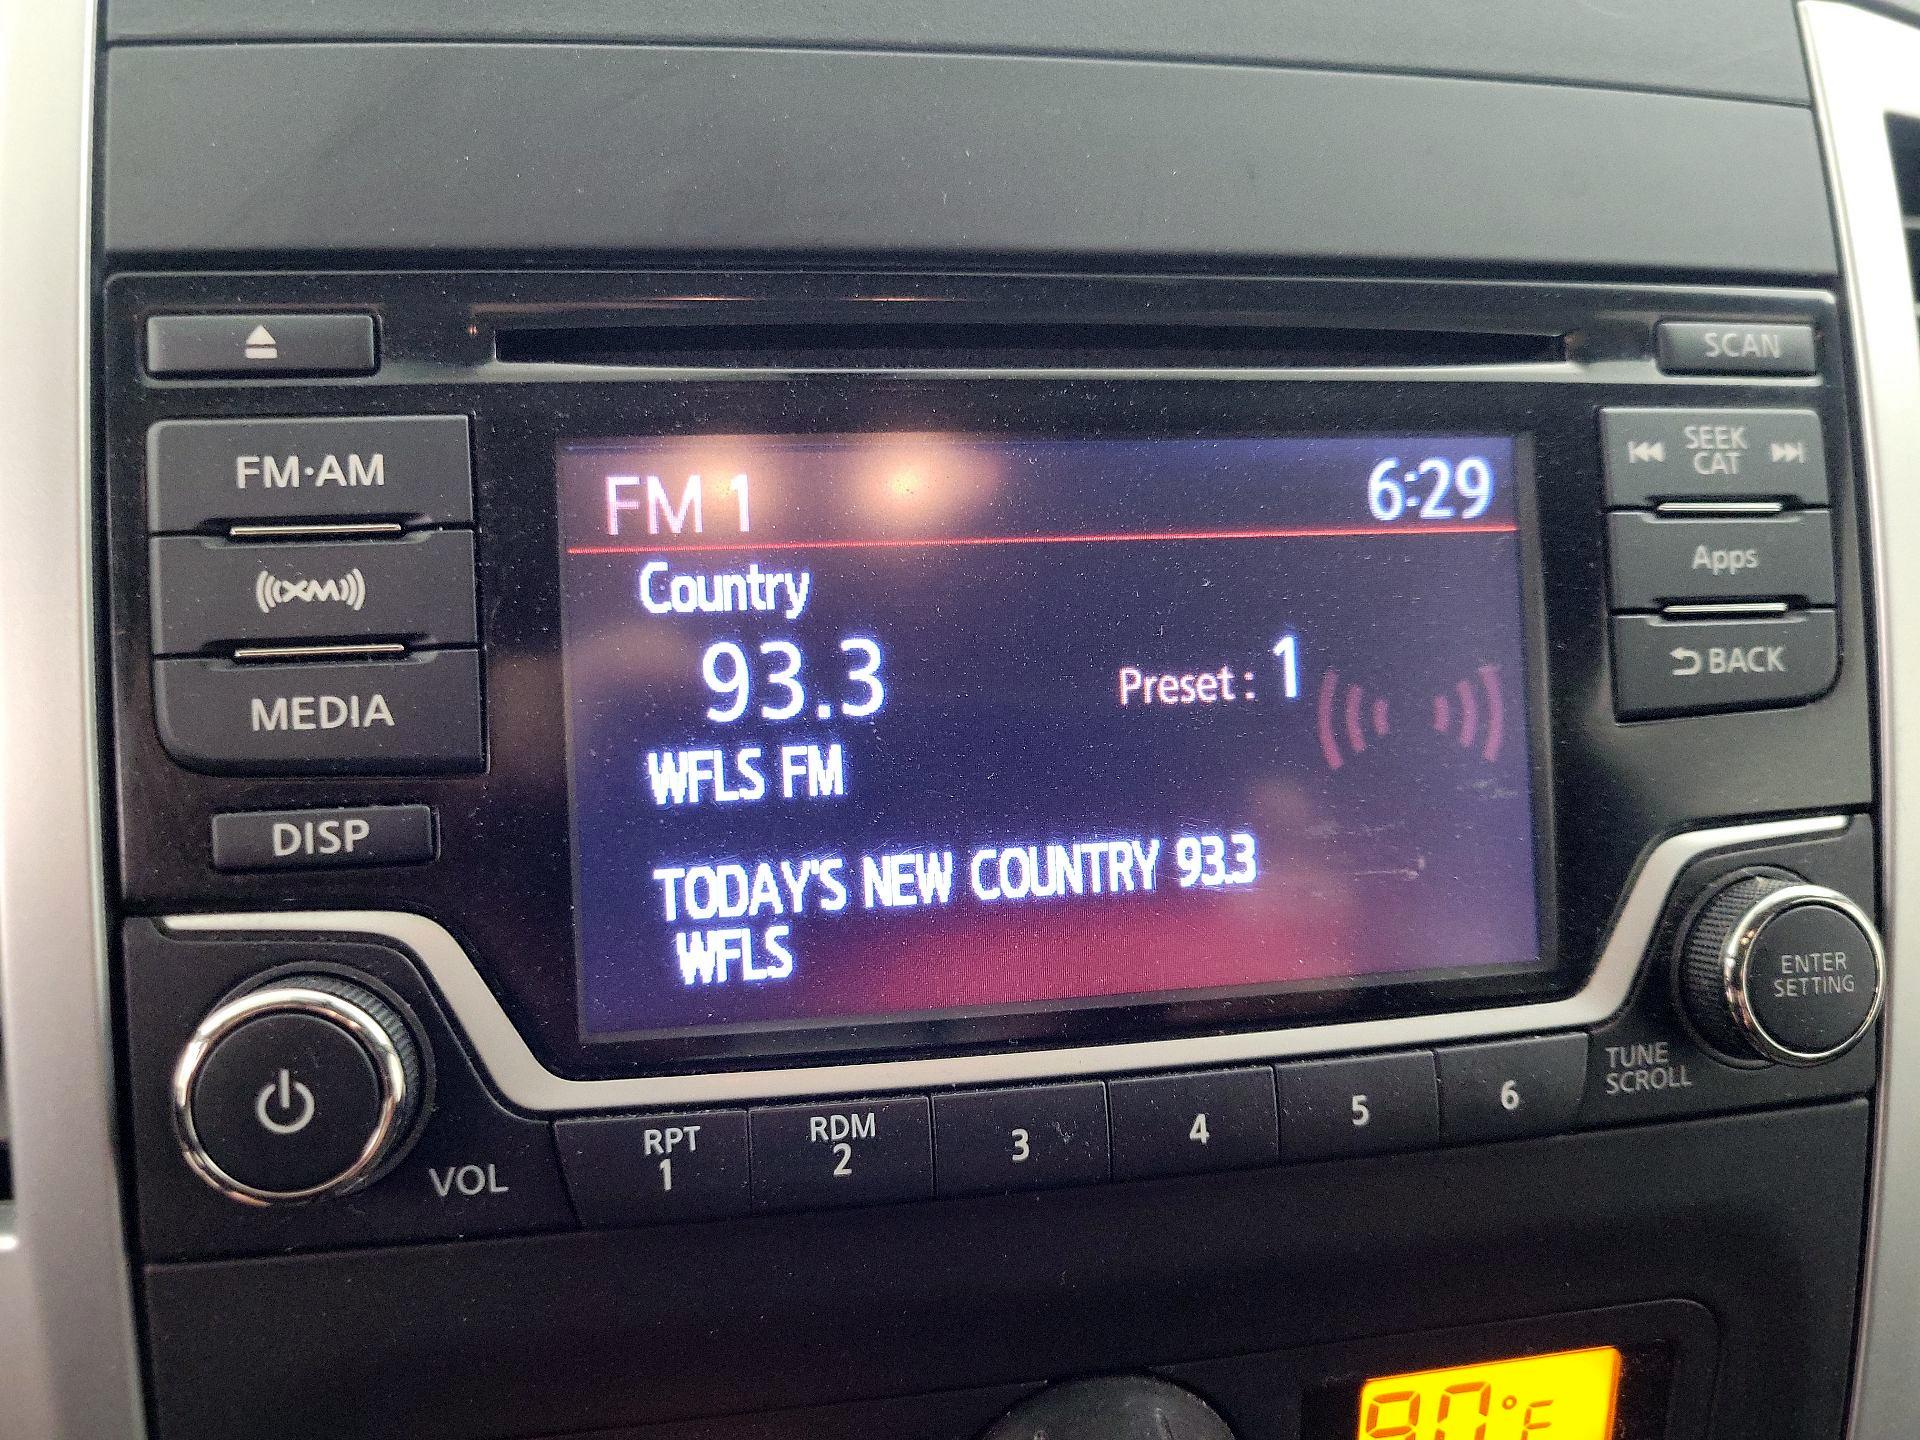 SCAN
FM·AM
SEEK
CAT
FM 1
6:29
Country
Apps
((XM))
93.3
Preset : 1
BACK
MEDIA
WFLS FM
DISP
TODAY'S NEW COUNTRY 93.3
WFLS
ENTER
SETTING
TUNE
SCROLL
VOL
RPT
1
RDM
2
3
4
5
6
90°F